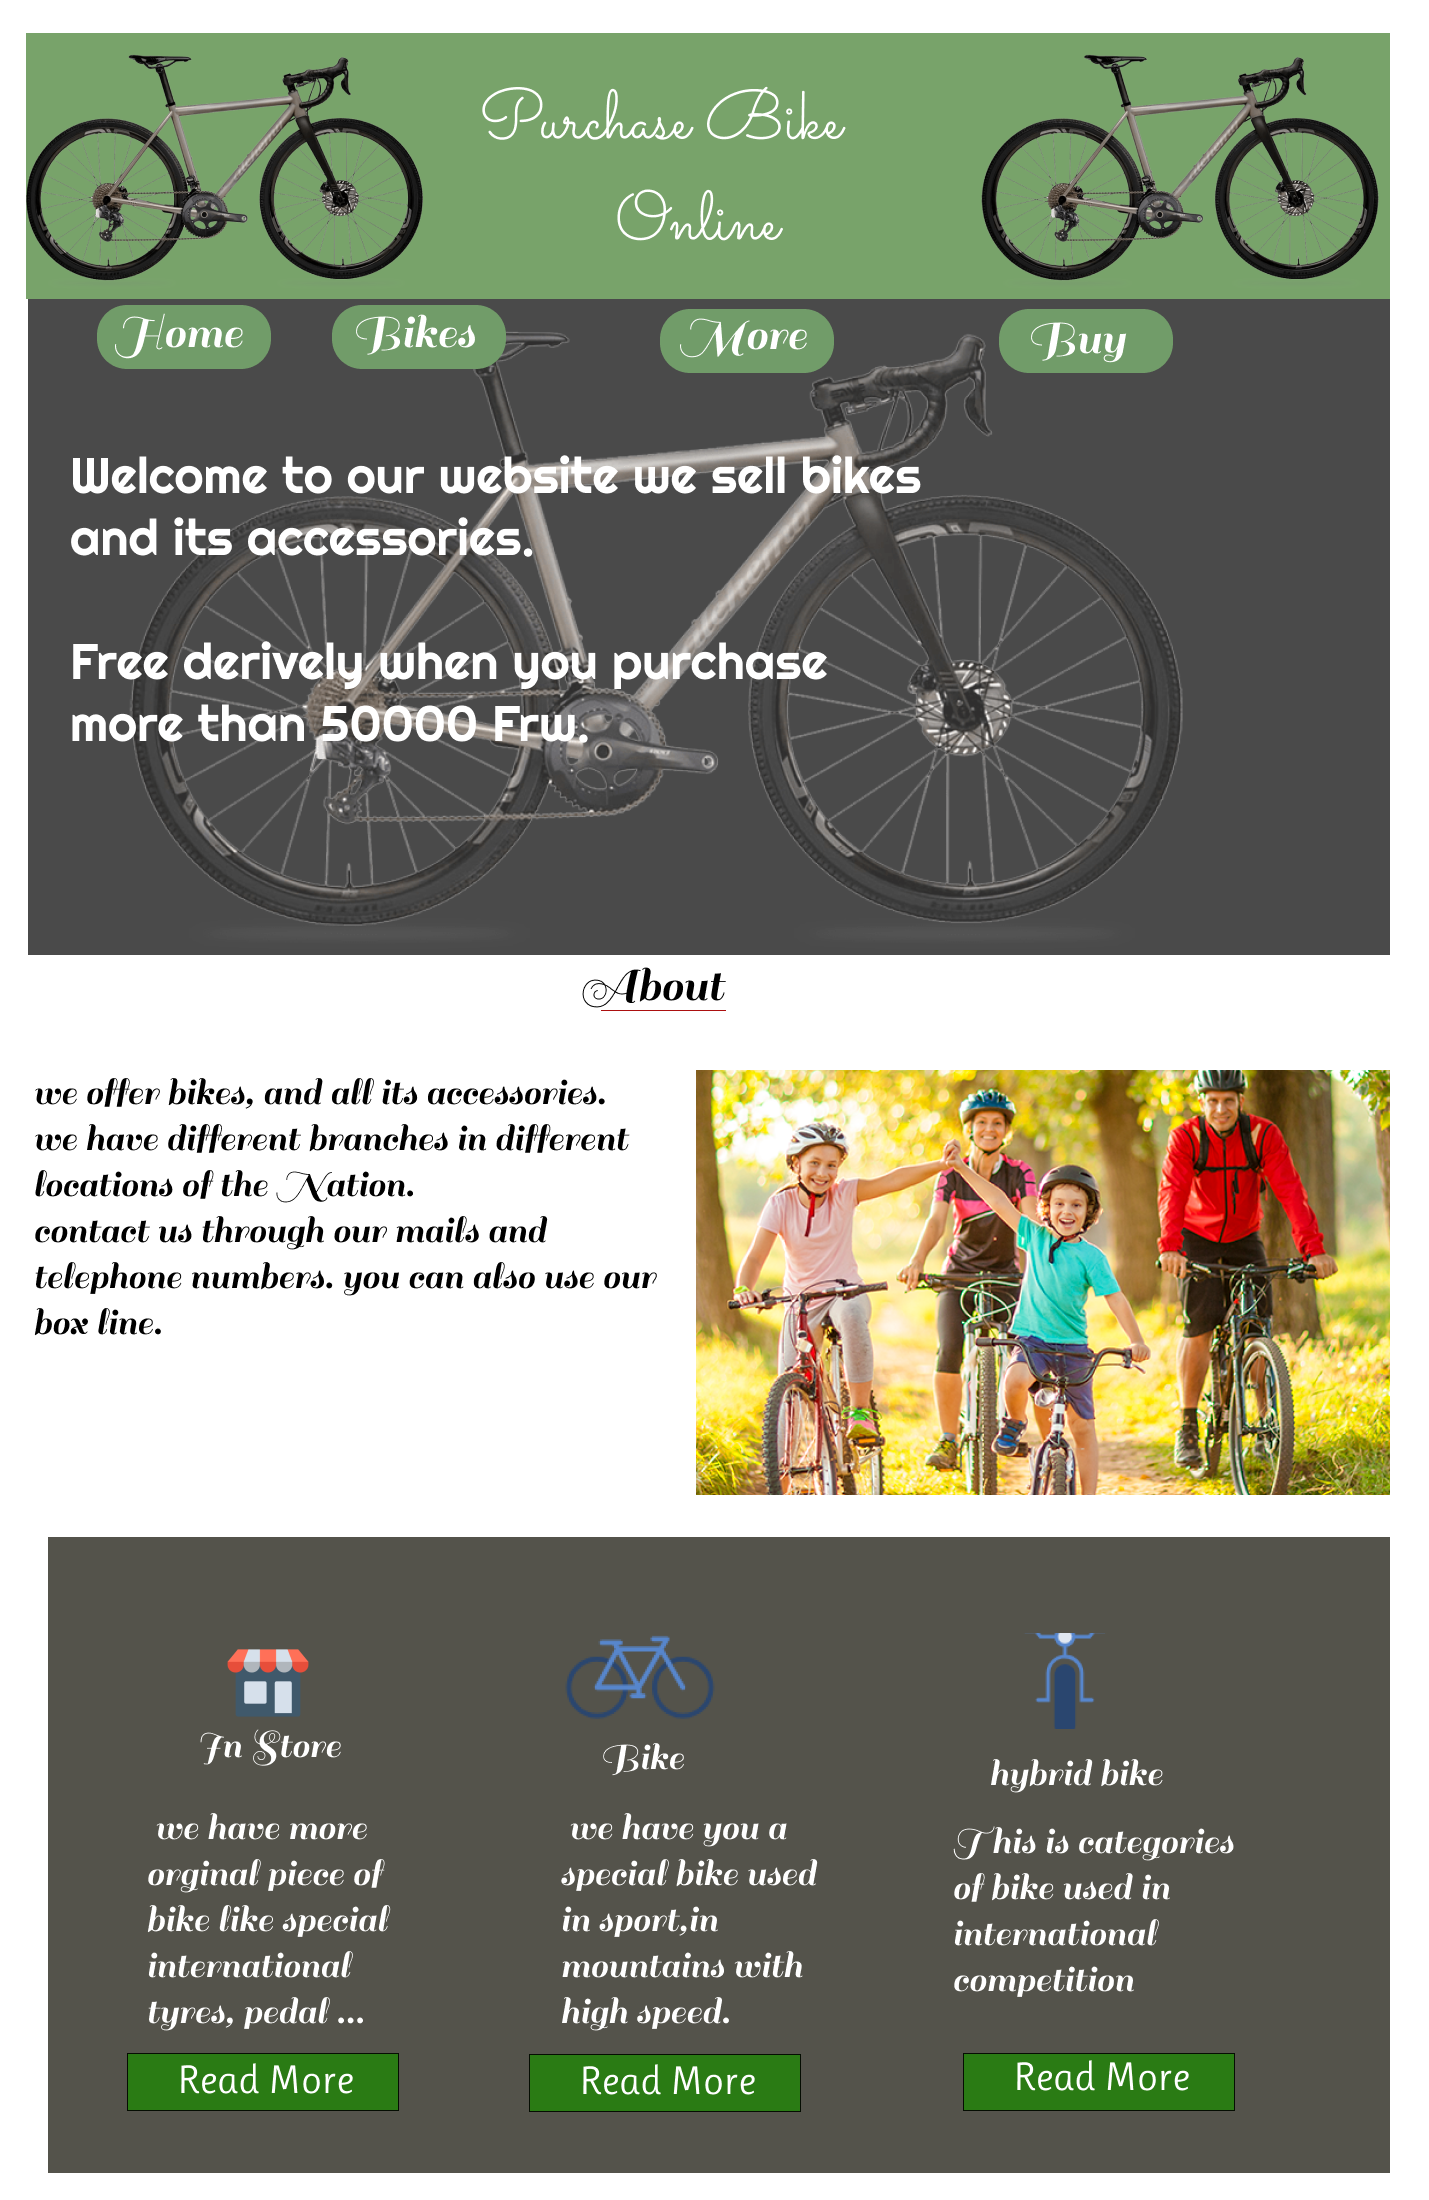 Purchase Bike
Online
Home
Bikes
More
Buy
Welcome to our website we sell bikes
and its accessories.
Free derively when you purchase
more than 50000 Frw.
About
we offer bikes, and all its accessories.
we have different branches in different
locations of the Nation.
contact us through our mails and
telephone numbers. you can also use our
box line.
In Store
we have more
orginal piece of
bike like special
international
tyres, pedal ...
Read More
Bike
we have you a
special bike used
in sport,in
mountains with
high speed.
Read More
hybrid bike
This is categories
of bike used in
international
competition
Read More